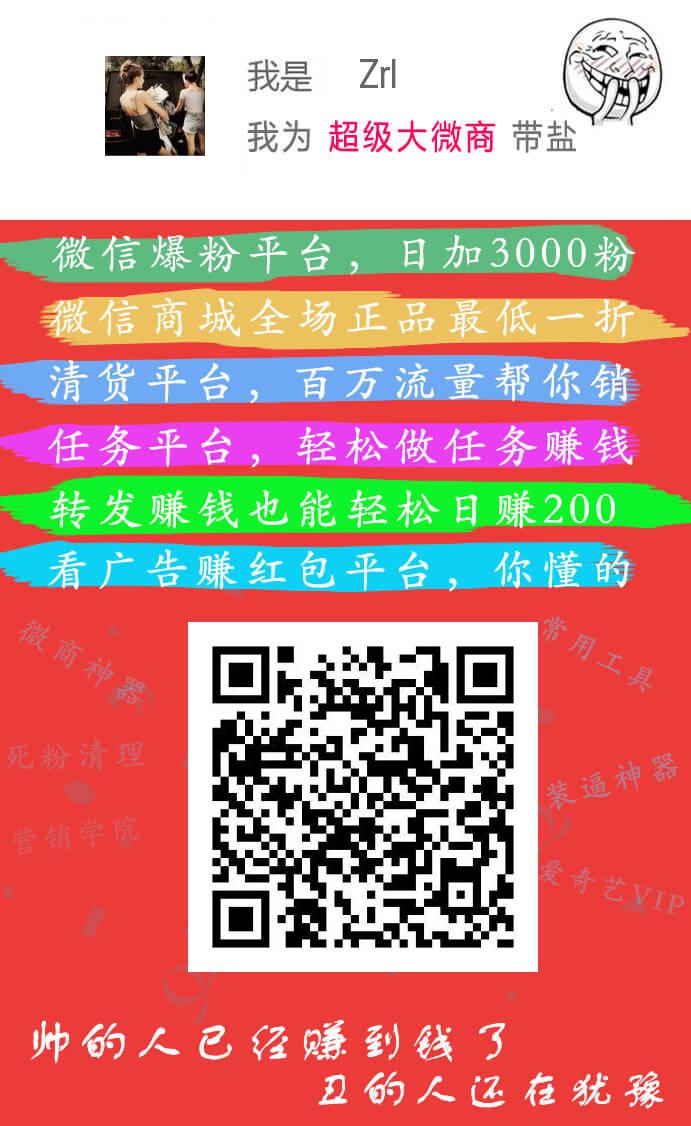 我是 Zrl
我为 超级大微商 带盐
微信爆粉平台，日加3000粉
微信商城全场正品最低一折
清货平台，百万流量帮你销
任务平台，轻松做任务赚钱
转发赚钱也能轻松日赚200
看广告赚红包平台，你懂的
微商神器
常用工具
死粉清理
装逼神器
营销学院
爱奇艺VIP
帅的人已经赚到钱了
丑的人还在犹豫